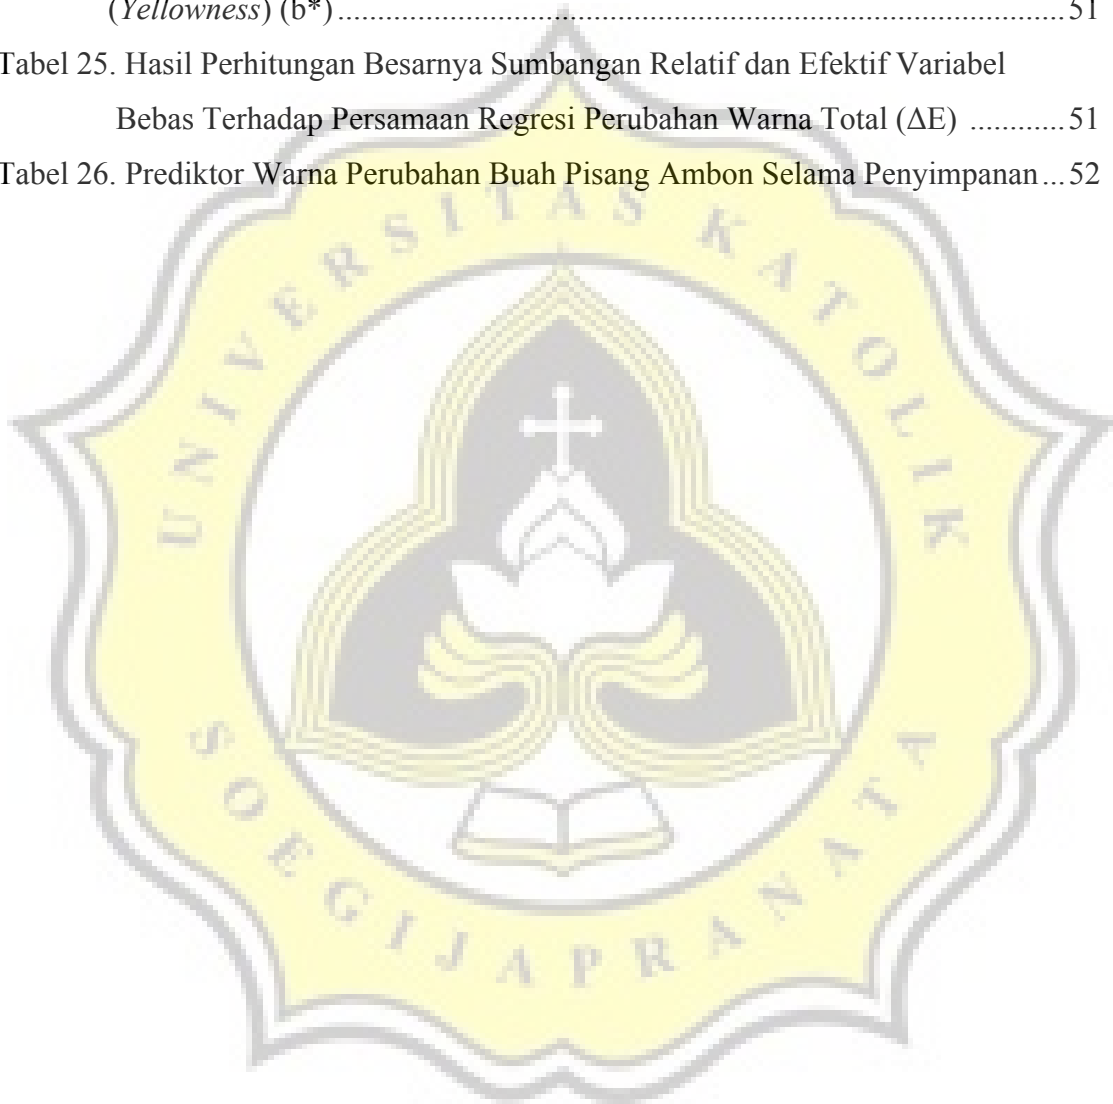 (Yellowness) (b*)........................................................................................51
Tabel 25. Hasil Perhitungan Besarnya Sumbangan Relatif dan Efektif Variabel
Bebas Terhadap Persamaan Regresi Perubahan Warna Total (ΔE) ............51
Tabel 26. Prediktor Warna Perubahan Buah Pisang Ambon Selama Penyimpanan...52
UNIVERSITAS KATOLIK
SOEGIJAPRANATA